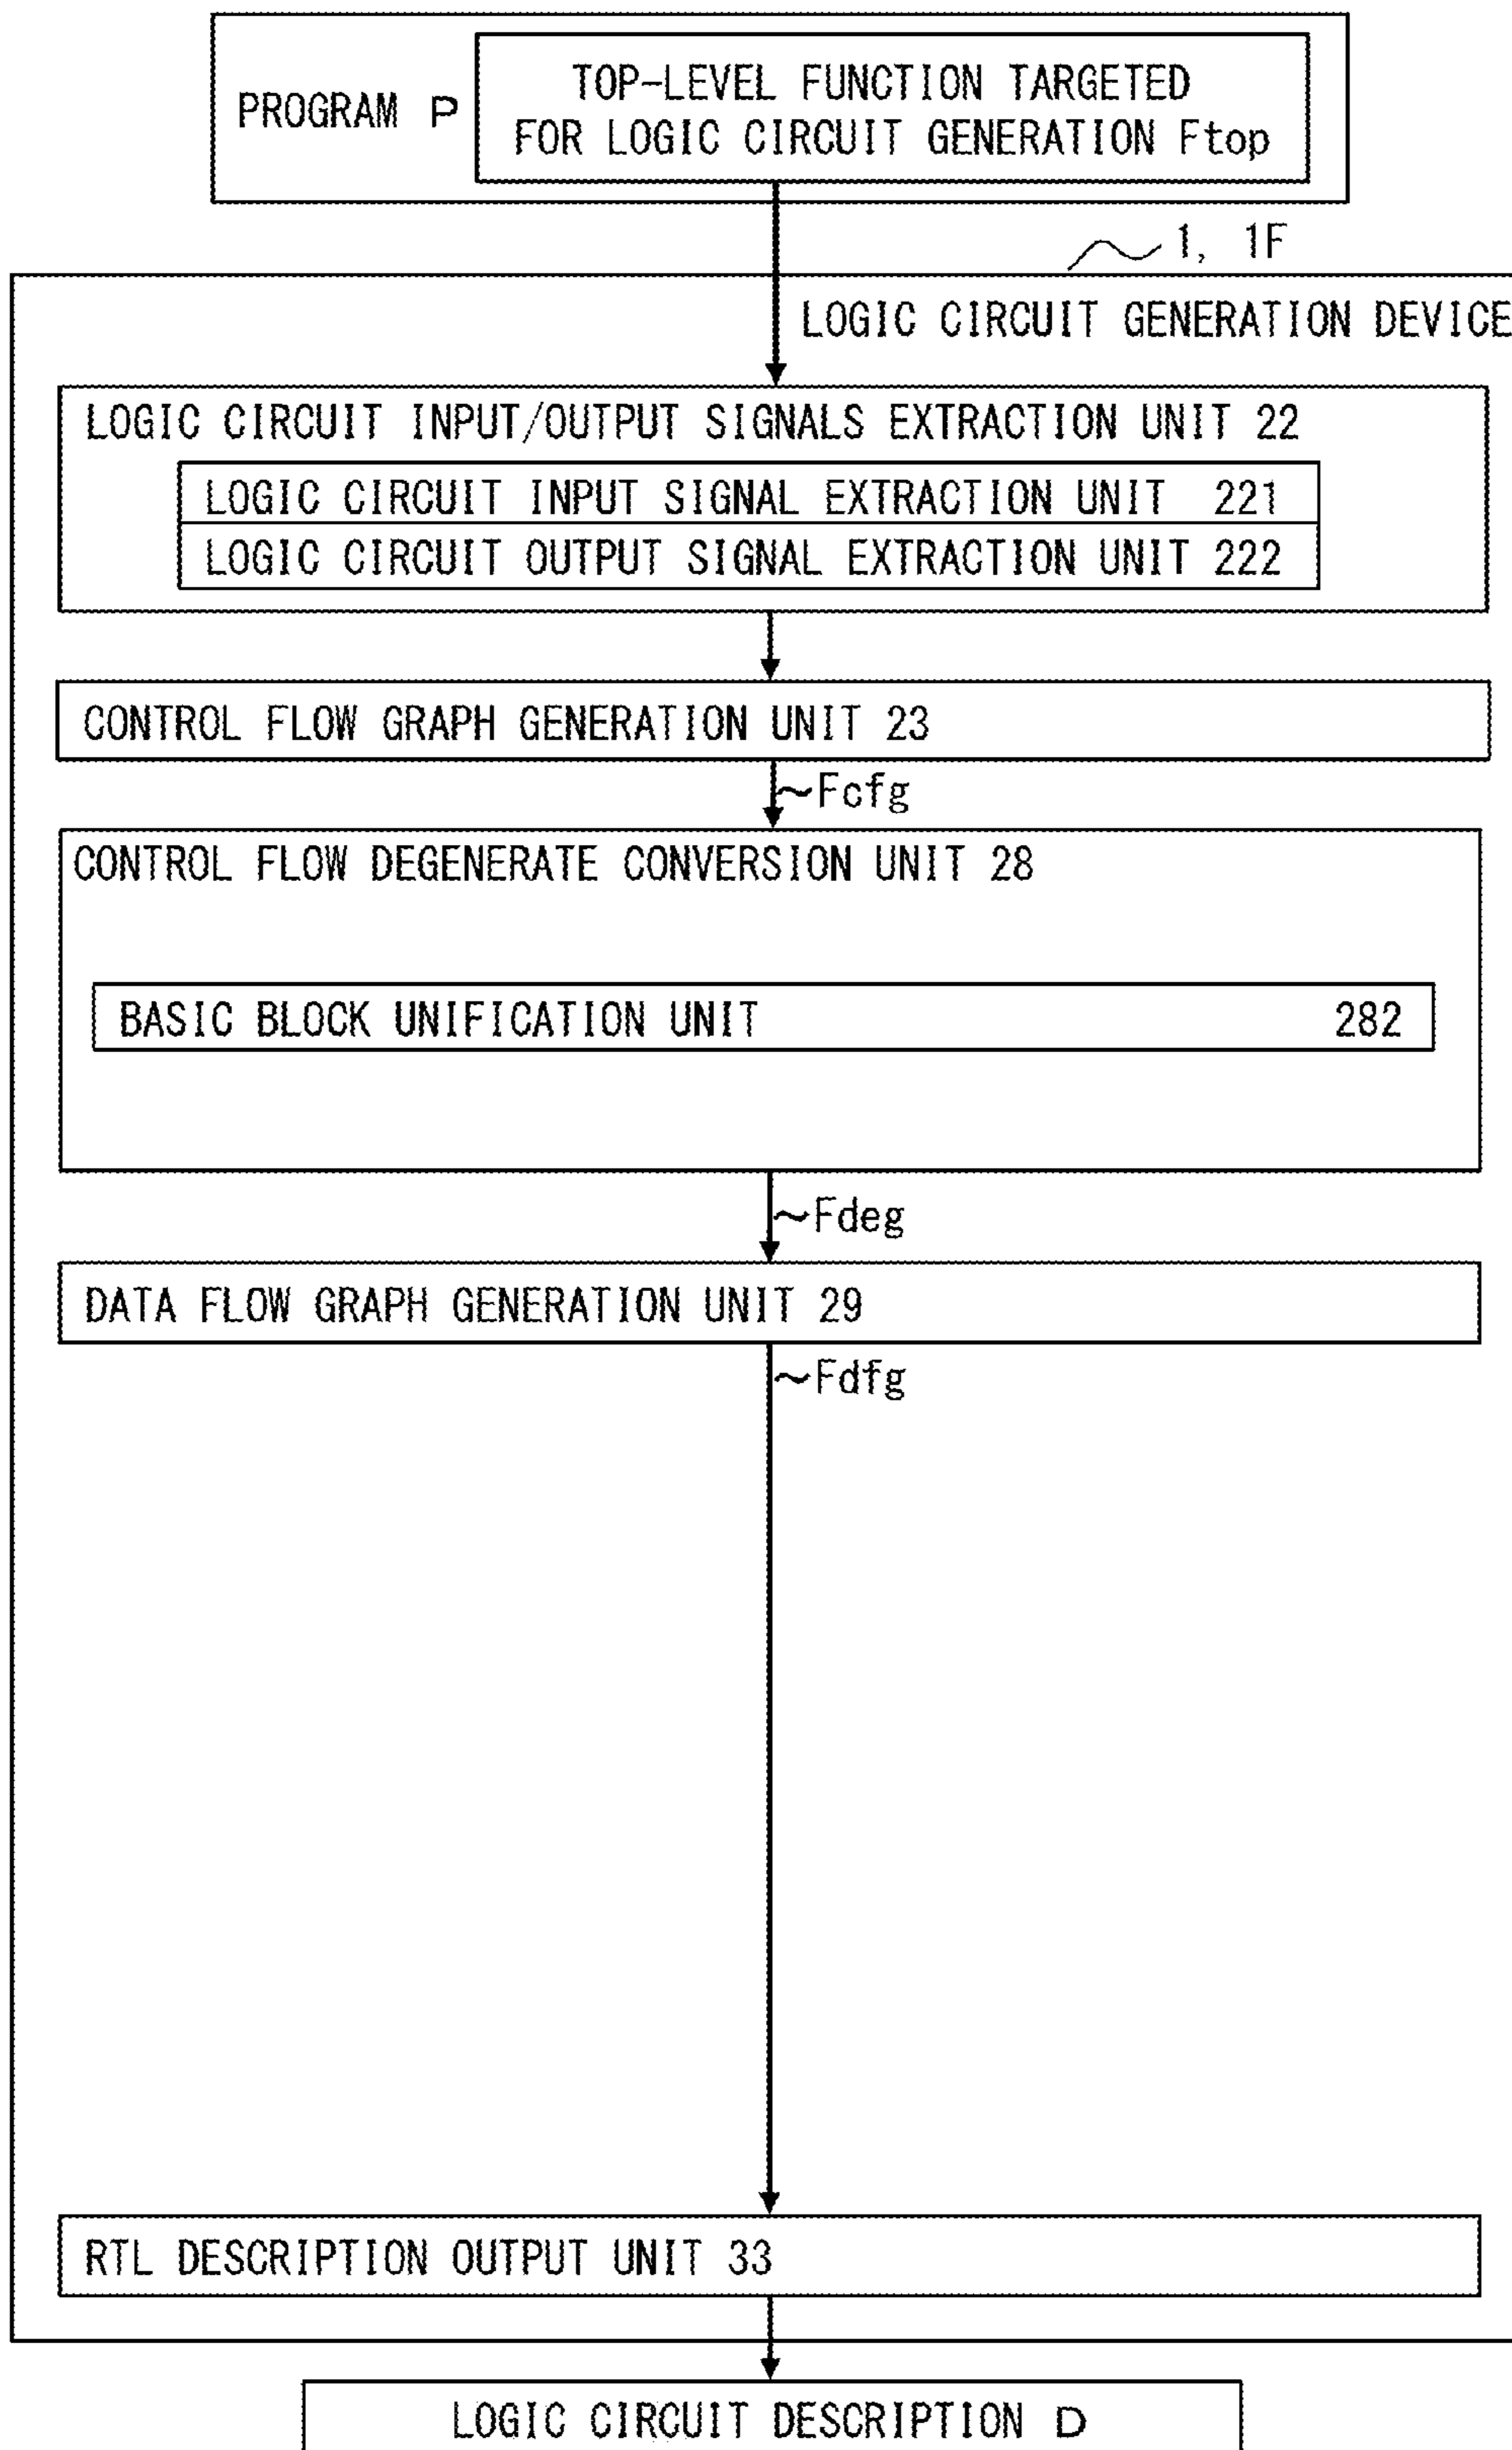 PROGRAM P
TOP-LEVEL FUNCTION TARGETED
FOR LOGIC CIRCUIT GENERATION Ftop
1, 1F
LOGIC CIRCUIT GENERATION DEVICE
LOGIC CIRCUIT INPUT/OUTPUT SIGNALS EXTRACTION UNIT 22
LOGIC CIRCUIT INPUT SIGNAL EXTRACTION UNIT 221
LOGIC CIRCUIT OUTPUT SIGNAL EXTRACTION UNIT 222
CONTROL FLOW GRAPH GENERATION UNIT 23
~Fcfg
CONTROL FLOW DEGENERATE CONVERSION UNIT 28
BASIC BLOCK UNIFICATION UNIT 282
~Fdeg
DATA FLOW GRAPH GENERATION UNIT 29
~Fdfg
RTL DESCRIPTION OUTPUT UNIT 33
LOGIC CIRCUIT DESCRIPTION D